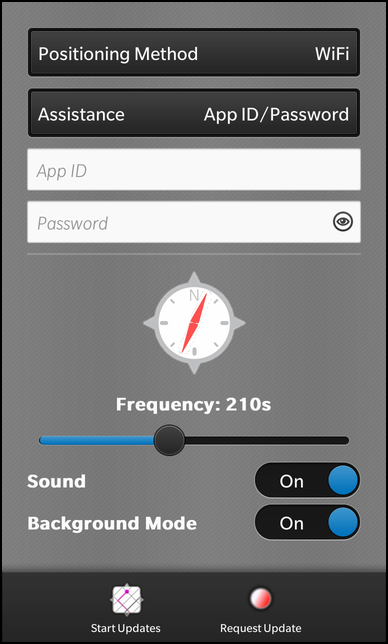 Positioning Method WiFi
Assistance App ID/Password
App ID
Password
N
Frequency: 210s
Sound On
Background Mode On
Start Updates Request Update